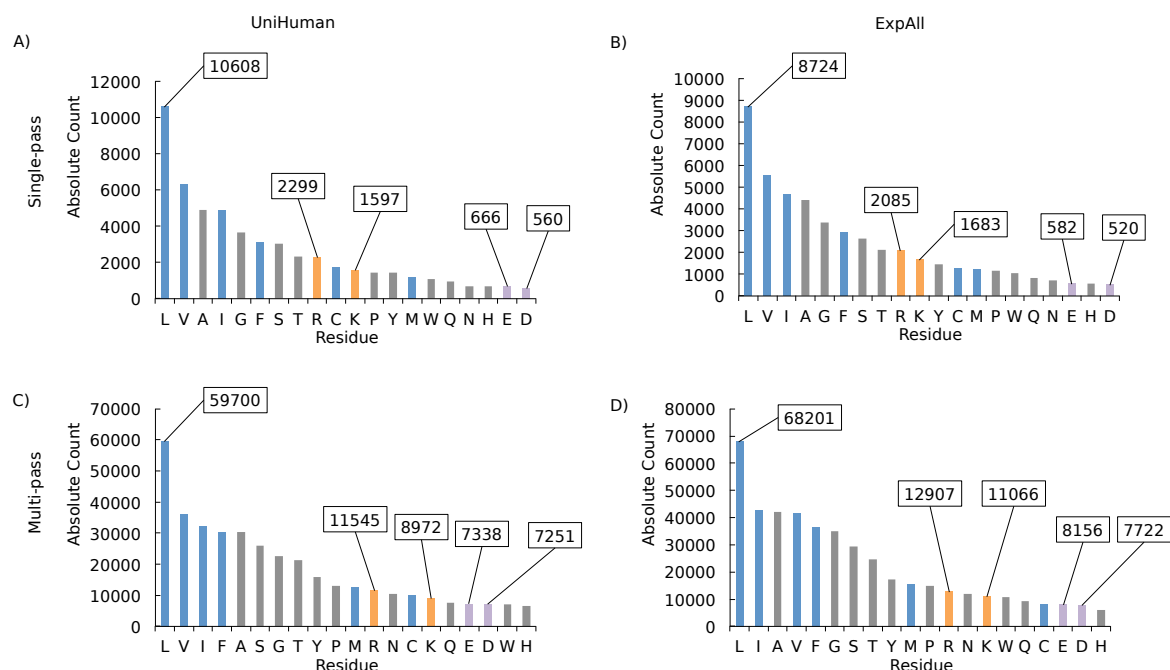 UniHuman
ExpAll
Single-pass
Multi-pass
A)
Absolute Count
12000
10000
8000
6000
4000
2000
0
10608
2299
1597
666
560
L V A I G F S T R C K P Y M W Q N H E D
Residue
B)
Absolute Count
10000
9000
8000
7000
6000
5000
4000
3000
2000
1000
0
8724
2085
1683
582
520
L V I A G F S T R K Y C M P W Q N E H D
Residue
C)
Absolute Count
70000
60000
50000
40000
30000
20000
10000
0
59700
11545
8972
7338
7251
L V I F A S G T Y P M R N C K Q E D W H
Residue
D)
Absolute Count
80000
70000
60000
50000
40000
30000
20000
10000
0
68201
12907
11066
8156
7722
L I A V F G S T Y M P R N K W Q C E D H
Residue